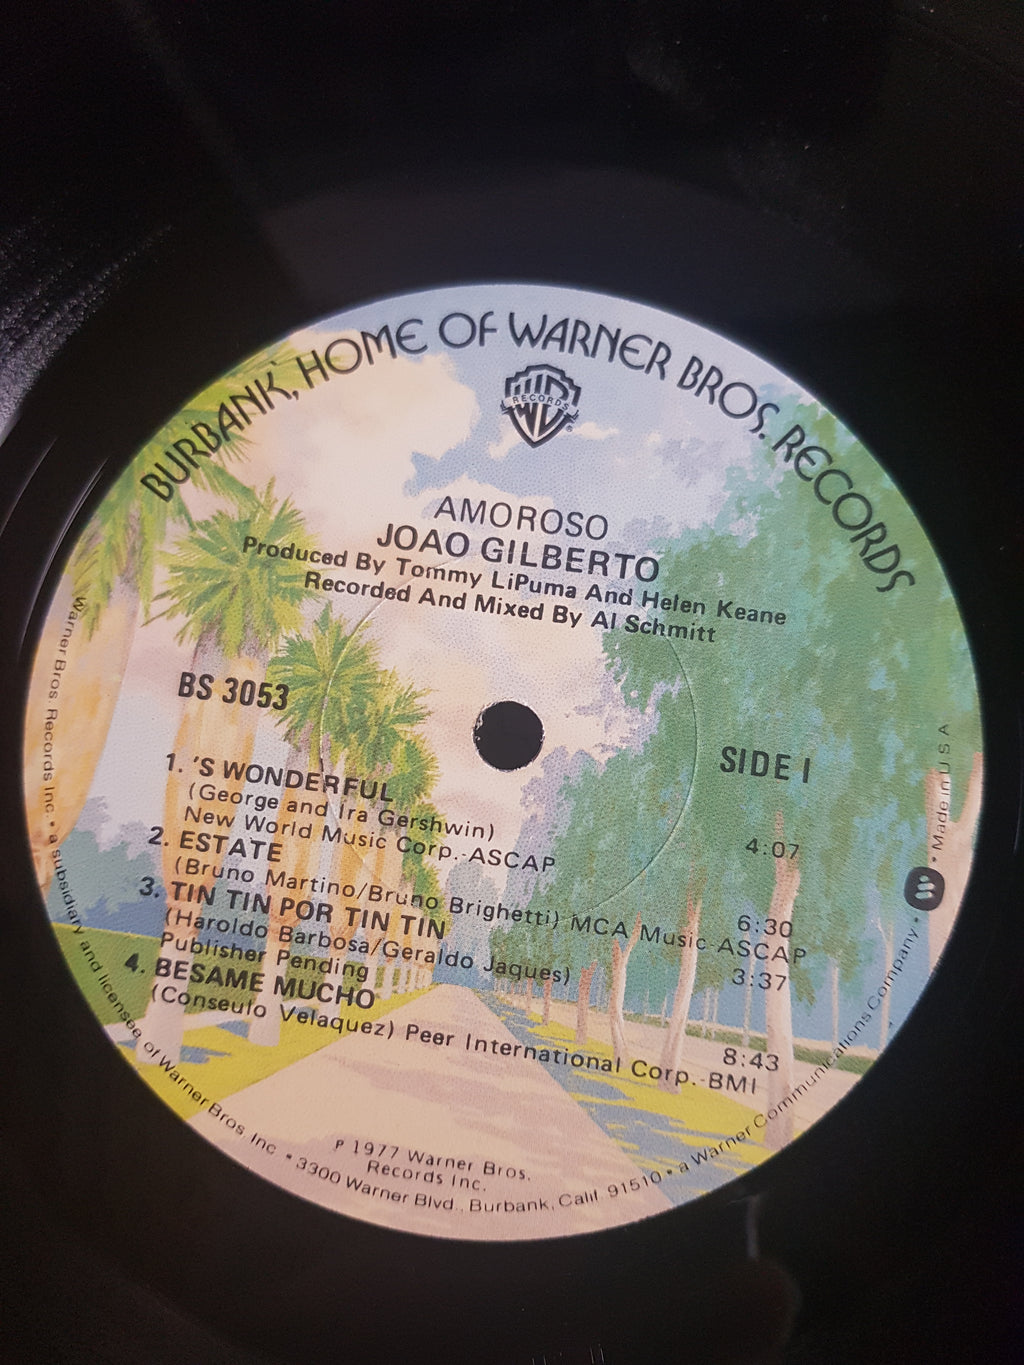 BURBANK, HOME OF WARNER BROS. RECORDS
RECORDS
AMOROSO
JOAO GILBERTO
Produced By Tommy LiPuma And Helen Keane
Recorded And Mixed By Al Schmitt
BS 3053
SIDE I
1. 'S WONDERFUL
(George and Ira Gershwin)
New World Music Corp.-ASCAP 4:07
2. ESTATE
(Bruno Martino/Bruno Brighetti) MCA Music-ASCAP 6:30
3. TIN TIN POR TIN TIN
(Haroldo Barbosa/Geraldo Jaques) 3:37
Publisher Pending
4. BESAME MUCHO
(Conseulo Velaquez) Peer International Corp.-BMI 8:43
℗ 1977 Warner Bros.
Records Inc.
Warner Bros. Records Inc. • a subsidiary and licensee of Warner Bros. Inc. • 3300 Warner Blvd., Burbank, Calif. 91510 • a Warner Communications Company • Made in U S A